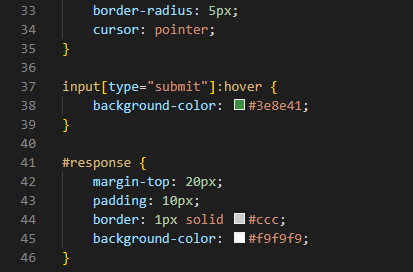 33 border-radius: 5px;
34 cursor: pointer;
35 }
36
37 input[type="submit"]:hover {
38 background-color: #3e8e41;
39 }
40
41 #response {
42 margin-top: 20px;
43 padding: 10px;
44 border: 1px solid #ccc;
45 background-color: #f9f9f9;
46 }